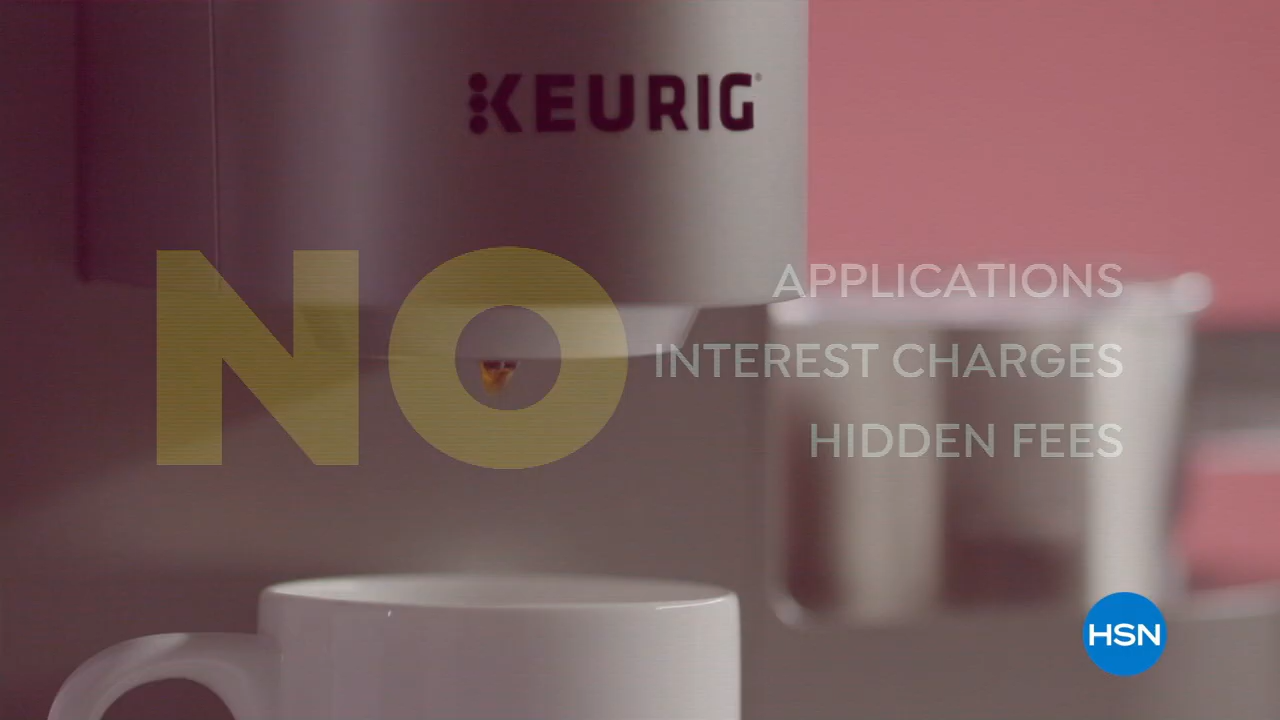 KEURIG®
NO
APPLICATIONS
INTEREST CHARGES
HIDDEN FEES
HSN